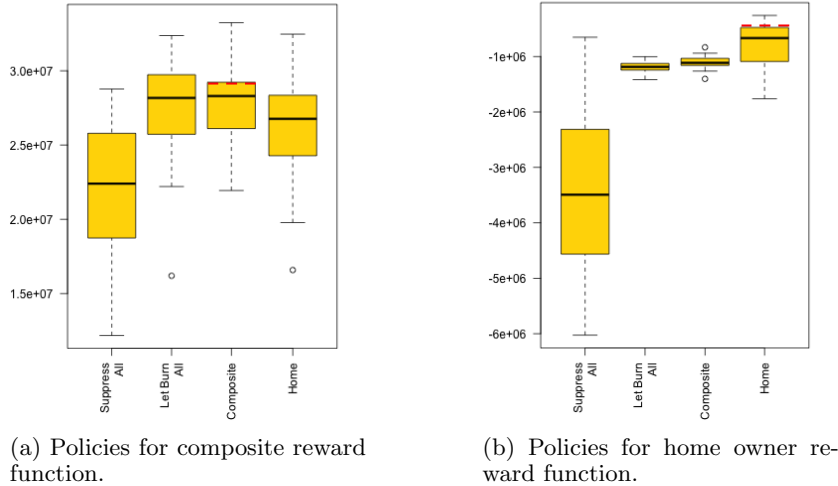 3.0e+07
2.5e+07
2.0e+07
1.5e+07
Suppress
All
Let Burn
All
Composite
Home
(a) Policies for composite reward
function.
-1e+06
-2e+06
-3e+06
-4e+06
-5e+06
-6e+06
Suppress
All
Let Burn
All
Composite
Home
(b) Policies for home owner re-
ward function.